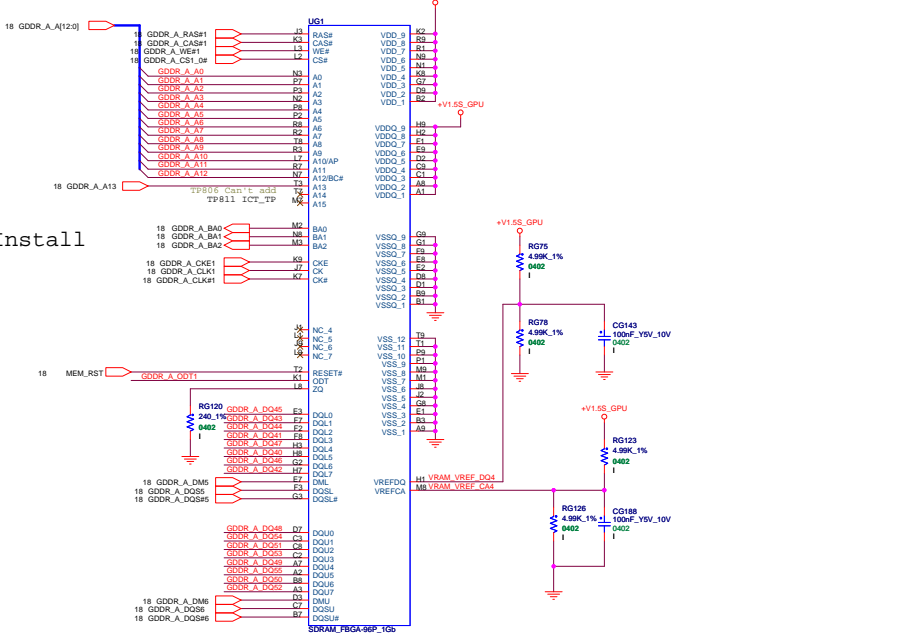 UG1
18 GDDR_A_A[12:0]
18 GDDR_A_RAS#1 J3 RAS# VDD_9 K2
18 GDDR_A_CAS#1 K3 CAS# VDD_8 R9
18 GDDR_A_WE#1 L3 WE# VDD_7 R1
18 GDDR_A_CS1_0# L2 CS# VDD_6 N9
VDD_5 N1
GDDR_A_A0 N3 A0 VDD_4 K8
GDDR_A_A1 P7 A1 VDD_3 G7
GDDR_A_A2 P3 A2 VDD_2 D9
GDDR_A_A3 N2 A3 VDD_1 B2
GDDR_A_A4 P8 A4
+V1.5S_GPU
GDDR_A_A5 P2 A5
GDDR_A_A6 R8 A6 VDDQ_9 H9
GDDR_A_A7 R2 A7 VDDQ_8 H2
GDDR_A_A8 T8 A8 VDDQ_7 F1
GDDR_A_A9 R3 A9 VDDQ_6 E9
GDDR_A_A10 L7 A10/AP VDDQ_5 D2
GDDR_A_A11 R7 A11 VDDQ_4 C9
GDDR_A_A12 N7 A12/BC# VDDQ_3 C1
18 GDDR_A_A13 T3 A13 VDDQ_2 A8
TP806 Can't add A14 VDDQ_1 A1
TP811 ICT_TP A15
Install
18 GDDR_A_BA0 M2 BA0
18 GDDR_A_BA1 N8 BA1 VSSQ_9 G9
18 GDDR_A_BA2 M3 BA2 VSSQ_8 G1
VSSQ_7 F9
18 GDDR_A_CKE1 K9 CKE VSSQ_6 E8
18 GDDR_A_CLK1 J7 CK VSSQ_5 E2
18 GDDR_A_CLK#1 K7 CK# VSSQ_4 D8
VSSQ_3 D1
VSSQ_2 B9
VSSQ_1 B1
+V1.5S_GPU
RG75
4.99K_1%
0402
I
RG78
4.99K_1%
0402
I
CG143
100nF_Y5V_10V
0402
I
NC_4 VSS_12 T9
NC_5 VSS_11 T1
NC_6 VSS_10 P9
NC_7 VSS_9 P1
18 MEM_RST T2 RESET# VSS_8 M9
GDDR_A_ODT1 K1 ODT VSS_7 M1
L8 ZQ VSS_6 J8
VSS_5 J2
VSS_4 G8
VSS_3 E1
VSS_2 B3
VSS_1 A9
RG120
240_1%
0402
I
GDDR_A_DQ45 E3 DQL0
GDDR_A_DQ43 F7 DQL1
GDDR_A_DQ44 F2 DQL2
GDDR_A_DQ41 F8 DQL3
GDDR_A_DQ47 H3 DQL4
GDDR_A_DQ40 H8 DQL5
GDDR_A_DQ46 G2 DQL6
GDDR_A_DQ42 H7 DQL7
18 GDDR_A_DM5 E7 DML VREFDQ H1 VRAM_VREF_DQ4
18 GDDR_A_DQS5 F3 DQSL VREFCA M8 VRAM_VREF_CA4
18 GDDR_A_DQS#5 G3 DQSL#
+V1.5S_GPU
RG123
4.99K_1%
0402
I
RG126
4.99K_1%
0402
I
CG188
100nF_Y5V_10V
0402
I
GDDR_A_DQ48 D7 DQU0
GDDR_A_DQ54 C3 DQU1
GDDR_A_DQ51 C8 DQU2
GDDR_A_DQ53 C2 DQU3
GDDR_A_DQ49 A7 DQU4
GDDR_A_DQ55 A2 DQU5
GDDR_A_DQ50 B8 DQU6
GDDR_A_DQ52 A3 DQU7
18 GDDR_A_DM6 D3 DMU
18 GDDR_A_DQS6 C7 DQSU
18 GDDR_A_DQS#6 B7 DQSU#
SDRAM_FBGA-96P_1Gb